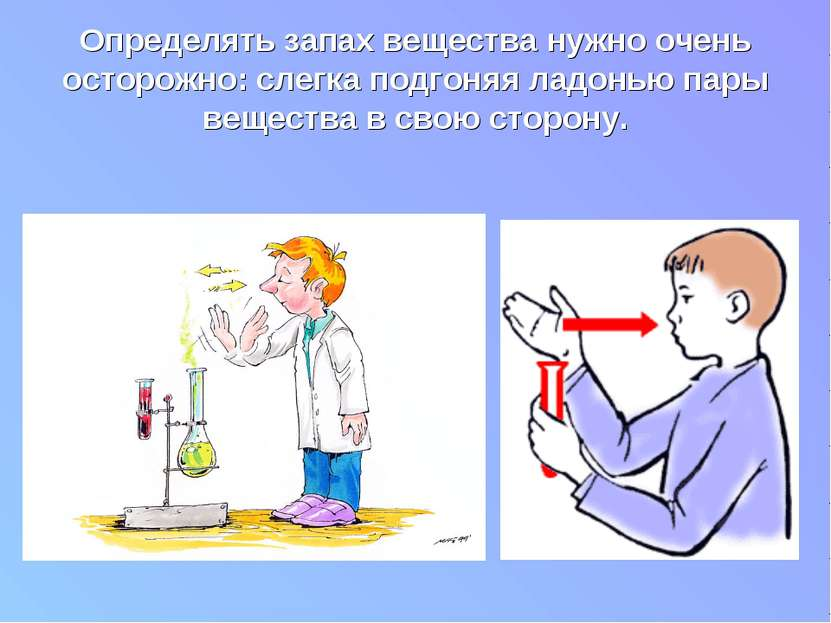 Определять запах вещества нужно очень
осторожно: слегка подгоняя ладонью пары
вещества в свою сторону.